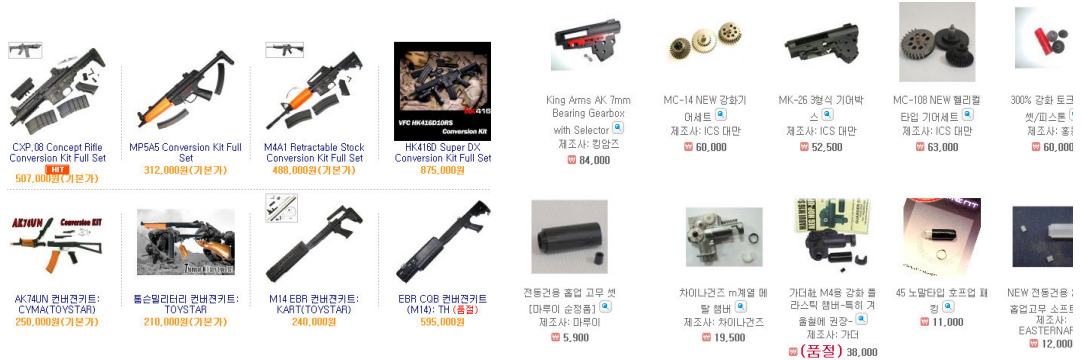 416
VFC HK416D10RS
Conversion Kit
CXP.08 Concept Rifle
Conversion Kit Full Set
HIT
507,000원(기본가)
MP5A5 Conversion Kit Full
Set
312,000원(기본가)
M4A1 Retractable Stock
Conversion Kit Full Set
488,000원(기본가)
HK416D Super DX
Conversion Kit Full Set
875,000원
AK74UN Conversion KIT
AK74UN 컨버젼키트:
CYMA(TOYSTAR)
250,000원(기본가)
톰슨밀리터리 컨버젼키트:
TOYSTAR
210,000원(기본가)
M14 EBR 컨버젼키트:
KART(TOYSTAR)
240,000원
EBR CQB 컨버젼키트
(M14): TH (품절)
595,000원
King Arms AK 7mm
Bearing Gearbox
with Selector
제조사: 킹암즈
₩ 84,000
MC-14 NEW 강화기
어세트
제조사: ICS 대만
₩ 60,000
MK-26 3형식 기어박
스
제조사: ICS 대만
₩ 52,500
MC-108 NEW 헬리컬
타입 기어세트
제조사: ICS 대만
₩ 63,000
300% 강화 토크
셋/피스톤
제조사: 홍
₩ 60,000
전동건용 홉업 고무 셋
[마루이 순정품]
제조사: 마루이
₩ 5,900
차이나건즈 m계열 메
탈 챔버
제조사: 차이나건즈
₩ 19,500
가더社 M4용 강화 플
라스틱 챔버-특히 겨
울철에 권장-
제조사: 가더
₩ (품절) 38,000
45 노말타입 호프업 패
킹
₩ 11,000
NEW 전동건용
홉업고무 소프트
제조사:
EASTERNAR
₩ 12,000